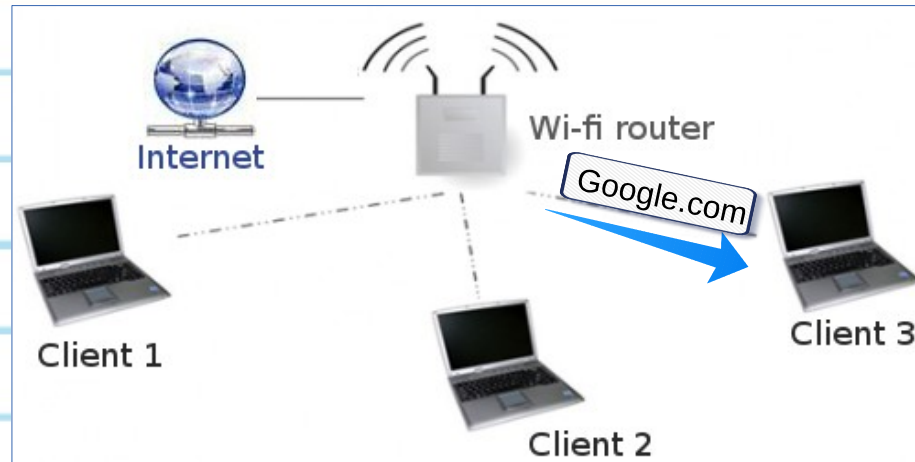 Wi-fi router
Internet
Google.com
Client 1
Client 2
Client 3